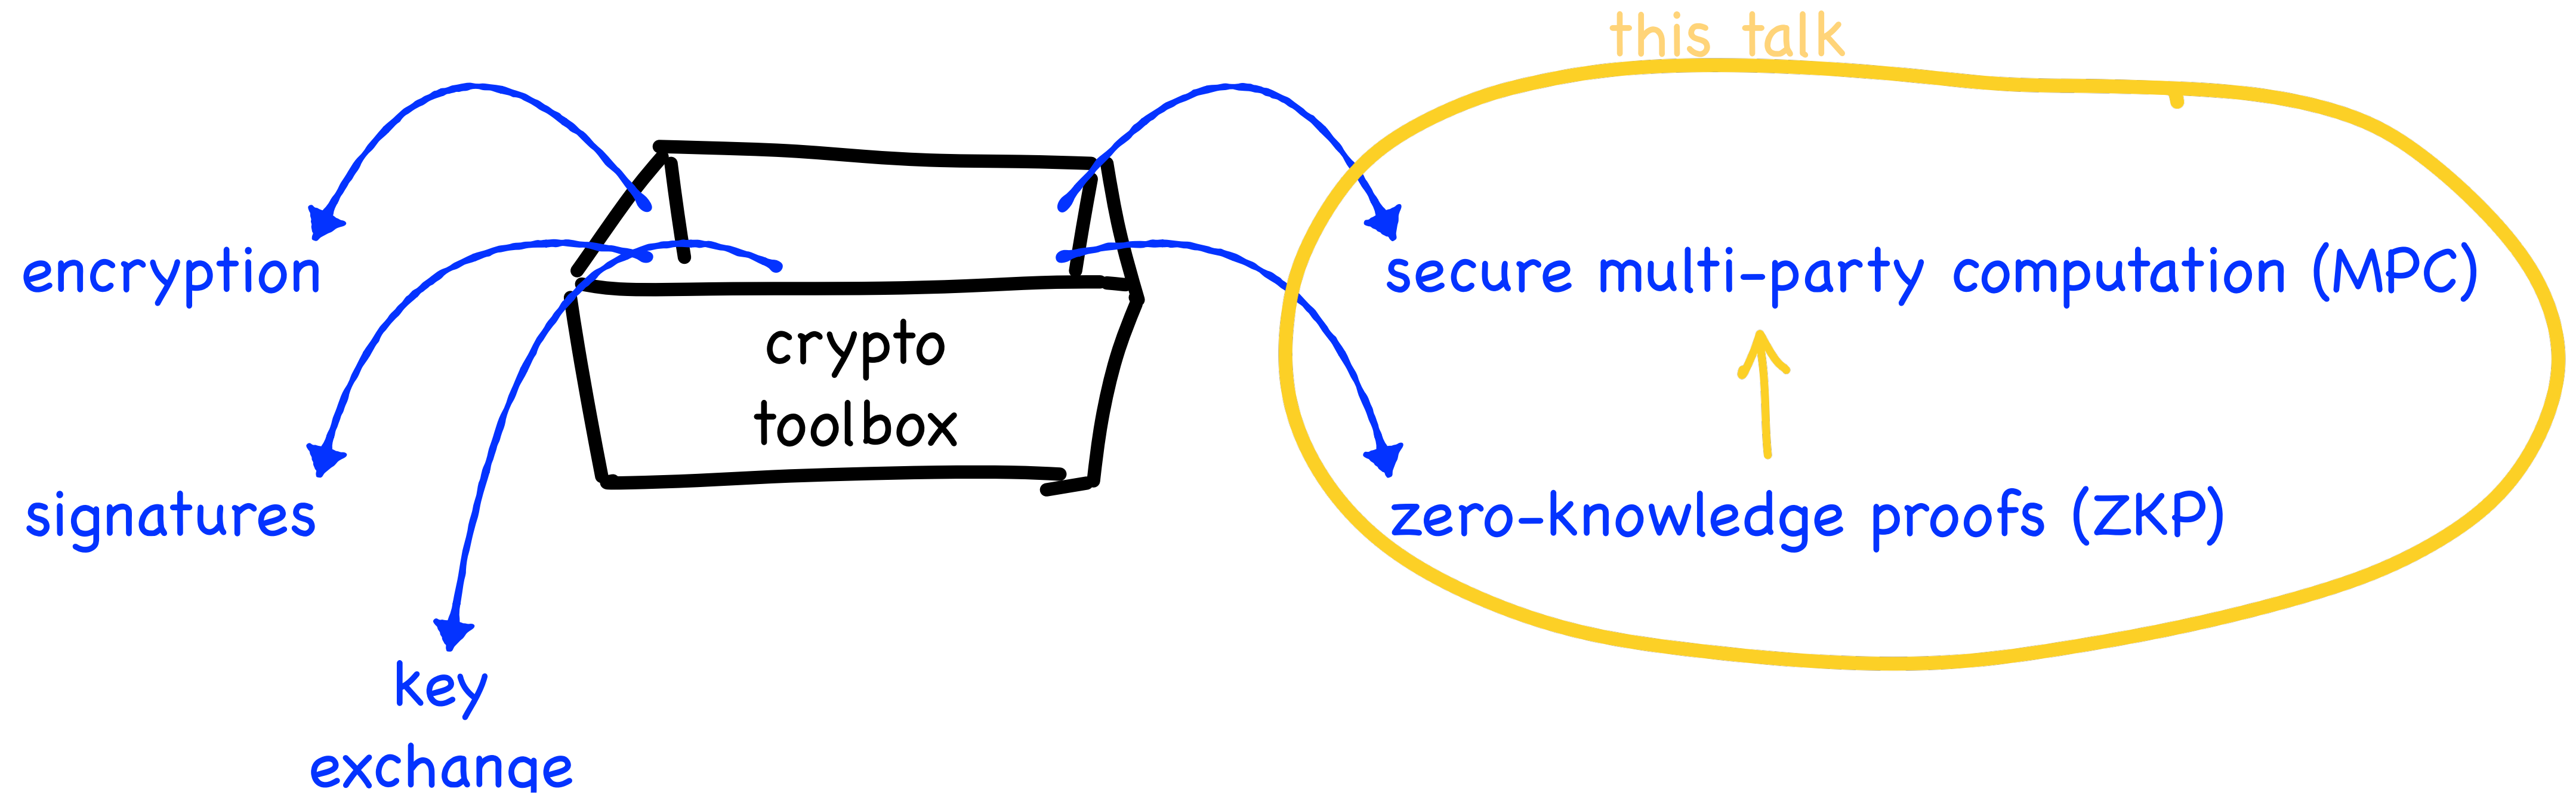 this talk
encryption
secure multi-party computation (MPC)
crypto
toolbox
signatures
zero-knowledge proofs (ZKP)
key
exchange